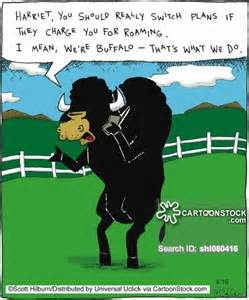 HARRIET, YOU SHOULD REALLY SWITCH PLANS IF
THEY CHARGE YOU FOR ROAMING.
I MEAN, WE'RE BUFFALO – THAT'S WHAT WE DO.
CARTOONSTOCK
.com
Search ID: shl080416
©Scott Hilburn/Distributed by Universal Uclick via CartoonStock.com